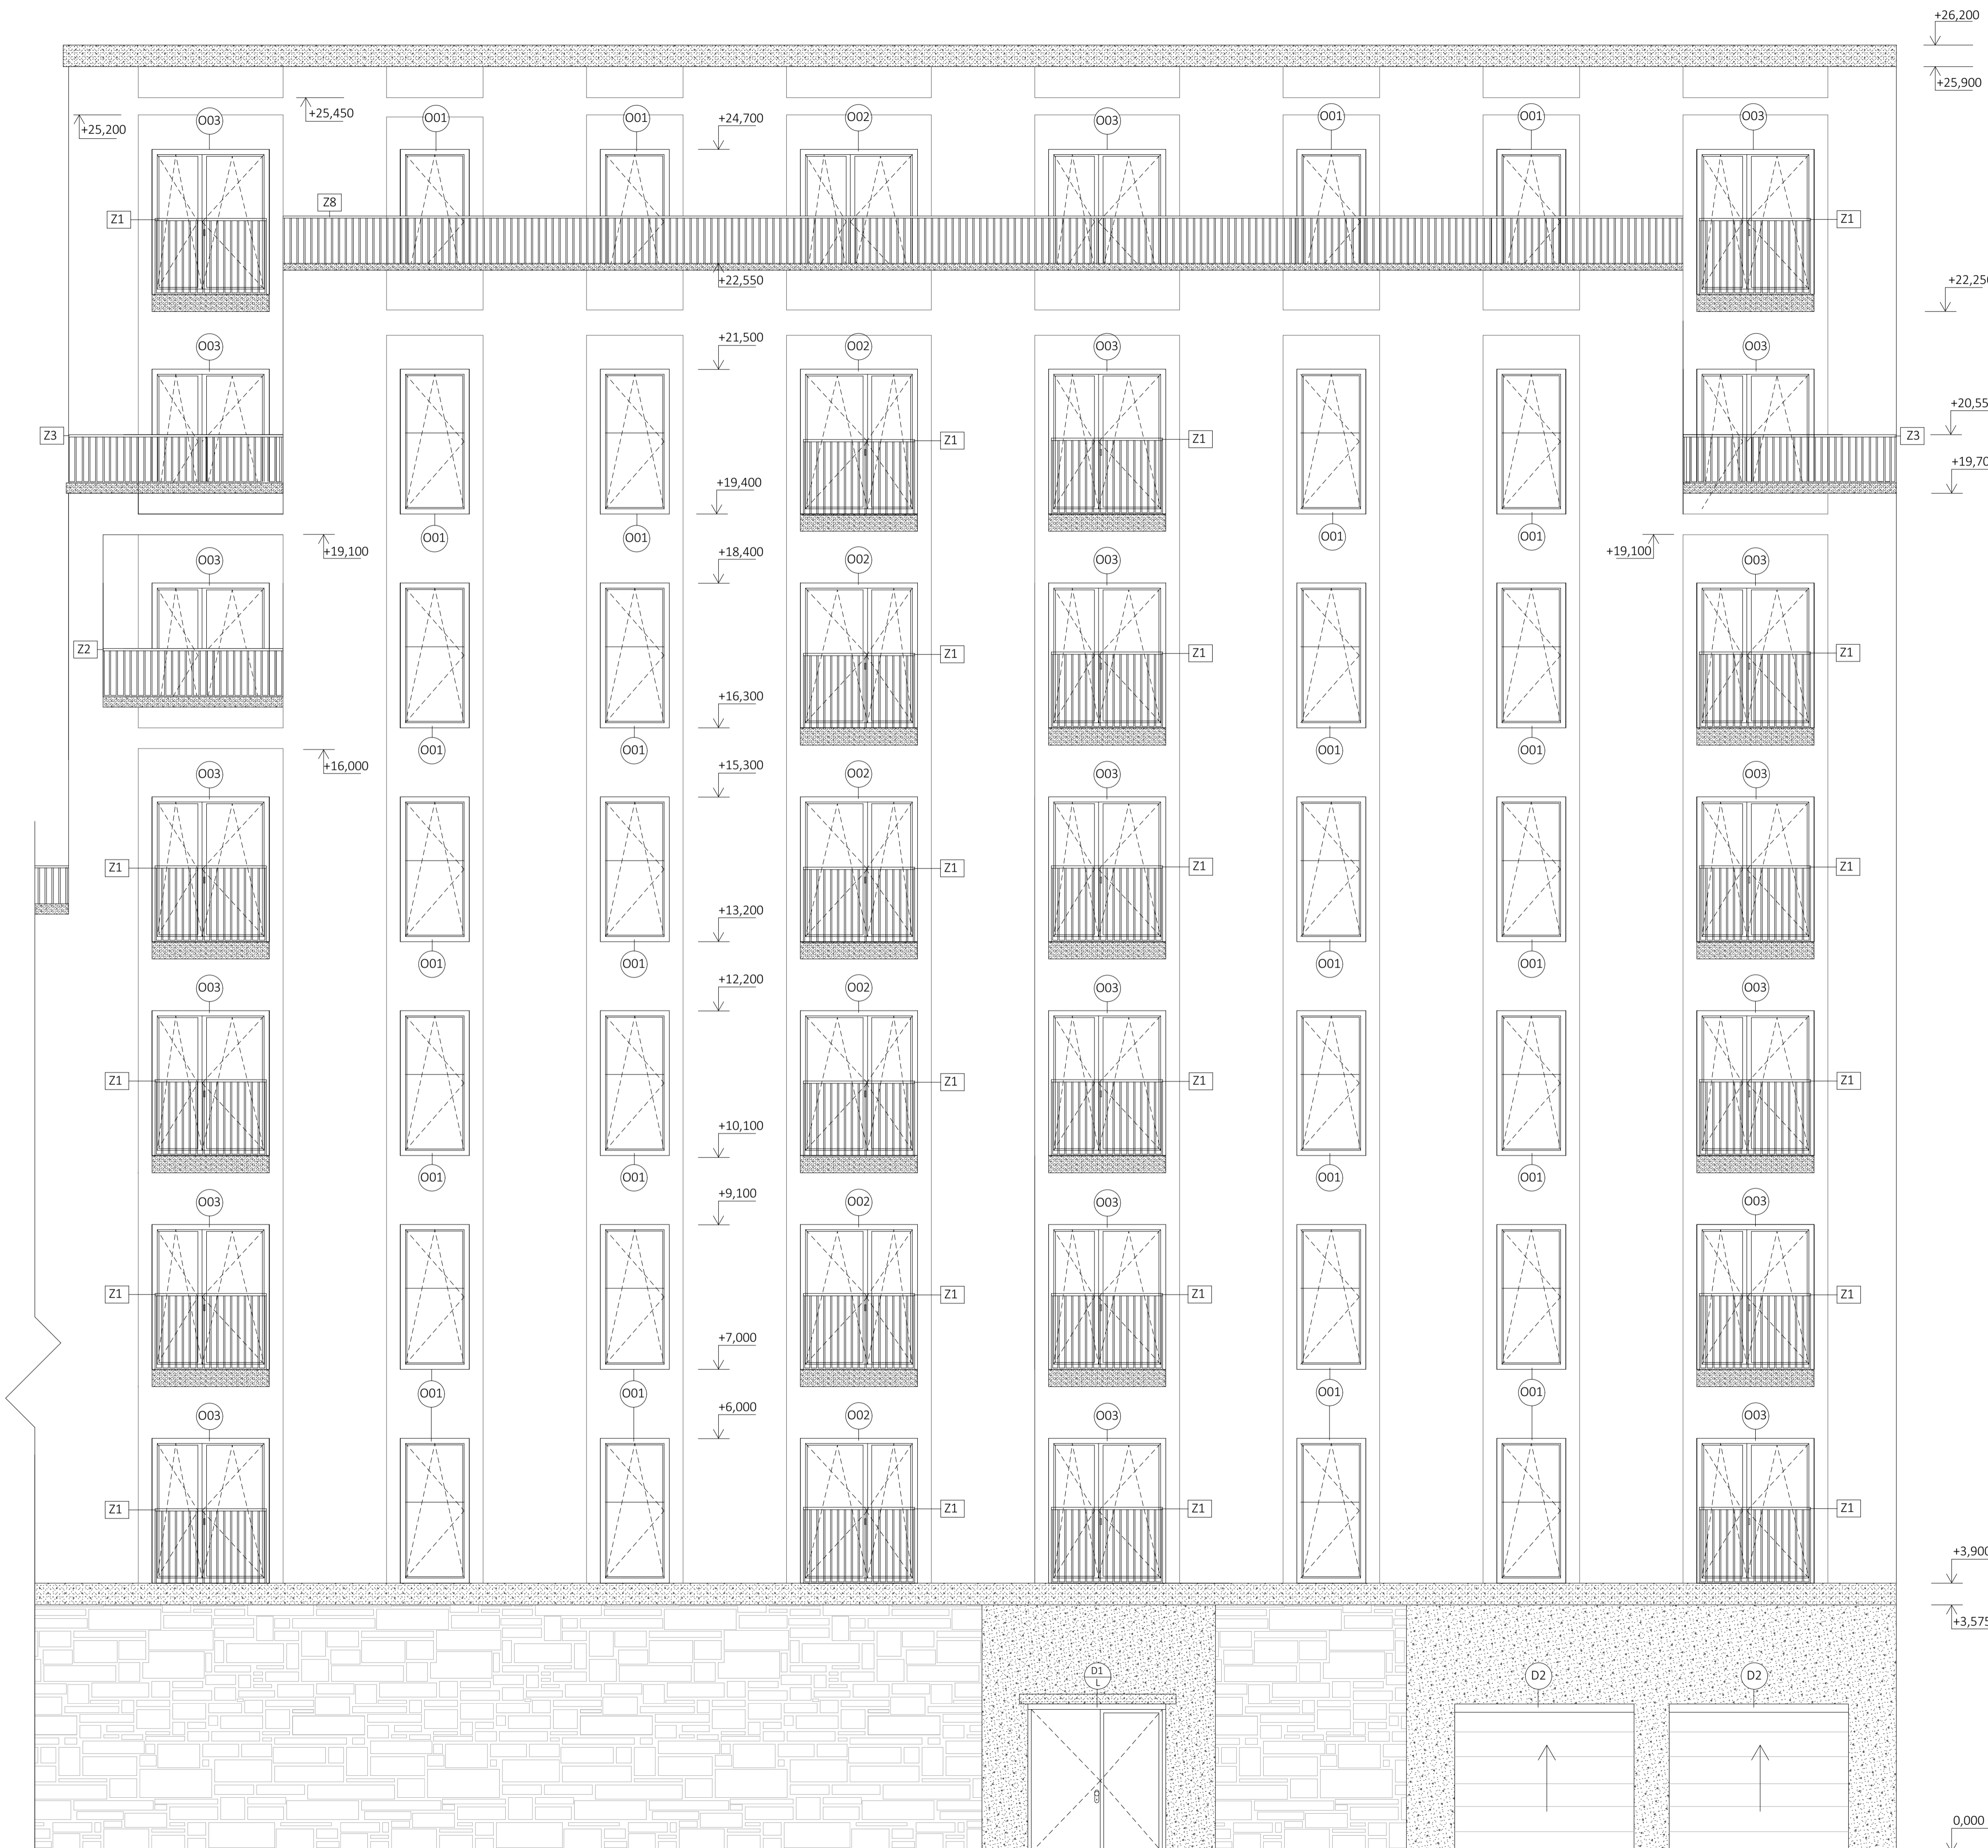 +26,200
+25,900
+25,200
O03
+25,450
O01
O01
+24,700
O02
O03
O01
O01
O03
Z1
Z8
Z1
+22,550
O03
+21,500
O02
O03
O03
Z3
Z1
Z1
Z3
+19,400
O01
O01
O01
O01
O03
+19,100
+18,400
O02
O03
+19,100
O03
Z2
Z1
Z1
Z1
+16,300
O01
O01
O01
O01
+16,000
O03
+15,300
O02
O03
O03
Z1
Z1
Z1
Z1
+13,200
O01
O01
O01
O01
O03
+12,200
O02
O03
O03
Z1
Z1
Z1
Z1
+10,100
O01
O01
O01
O01
O03
+9,100
O02
O03
O03
Z1
Z1
Z1
Z1
+7,000
O01
O01
O01
O01
O03
+6,000
O02
O03
O03
Z1
Z1
Z1
Z1
D1
L
D2
D2
0,000